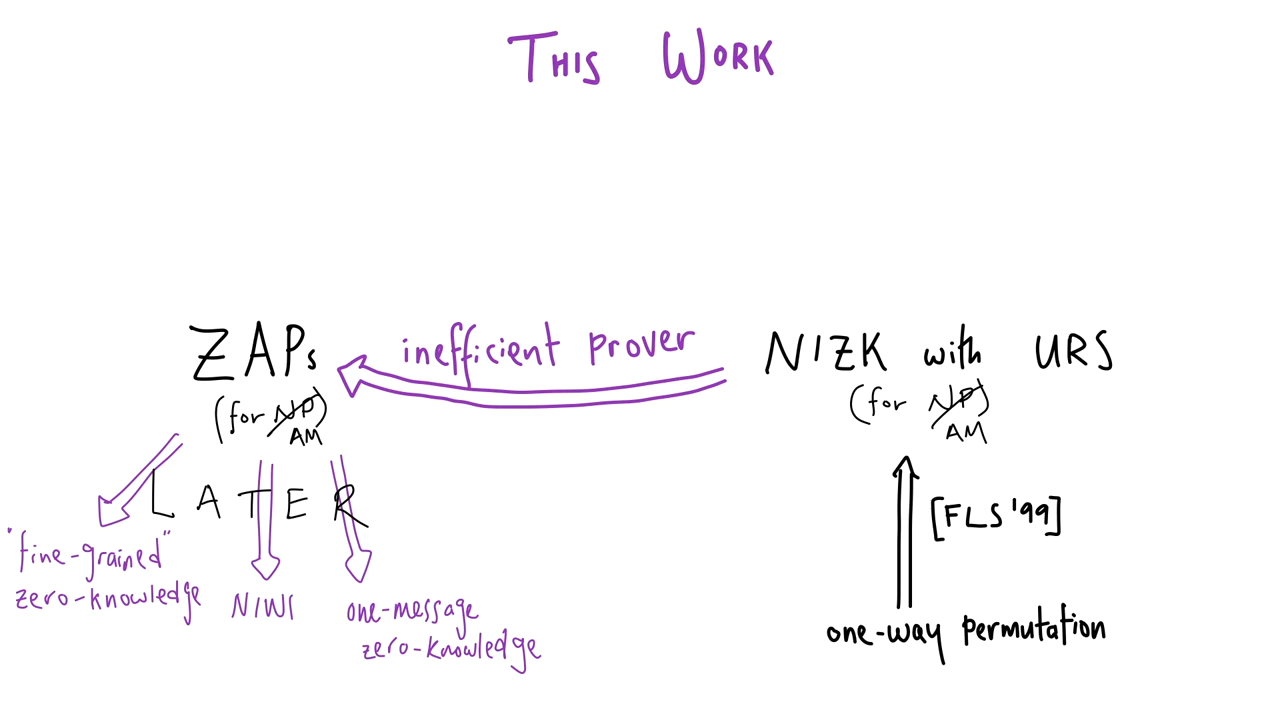 THIS WORK
ZAPs
inefficient prover
NIZK with URS
(for NP)
AM
(for NP)
AM
LATER
"fine-grained"
zero-knowledge
NIWI
one-message
zero-knowledge
[FLS '99]
one-way permutation